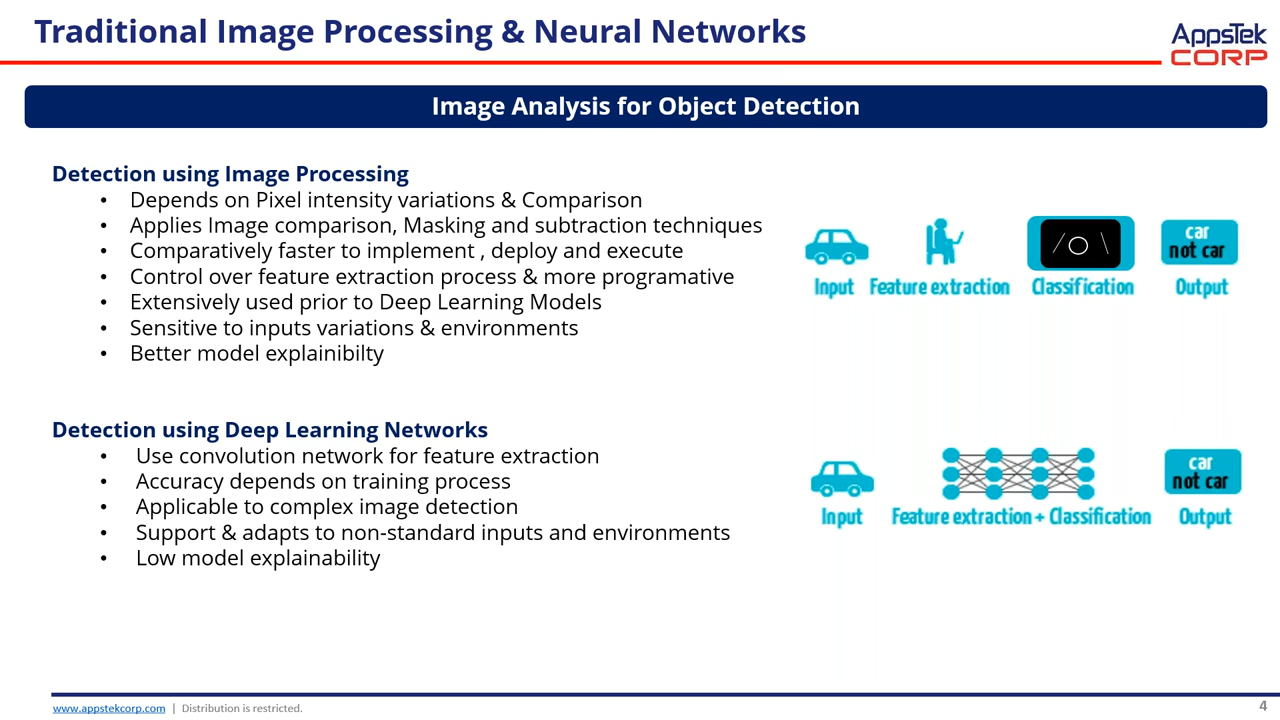 Traditional Image Processing & Neural Networks
AppsTek
CORP
Image Analysis for Object Detection
Detection using Image Processing
• Depends on Pixel intensity variations & Comparison
• Applies Image comparison, Masking and subtraction techniques
• Comparatively faster to implement , deploy and execute
• Control over feature extraction process & more programative
• Extensively used prior to Deep Learning Models
• Sensitive to inputs variations & environments
• Better model explainibilty
car
not car
Input Feature extraction Classification Output
Detection using Deep Learning Networks
• Use convolution network for feature extraction
• Accuracy depends on training process
• Applicable to complex image detection
• Support & adapts to non-standard inputs and environments
• Low model explainability
car
not car
Input Feature extraction + Classification Output
www.appstekcorp.com | Distribution is restricted.
4